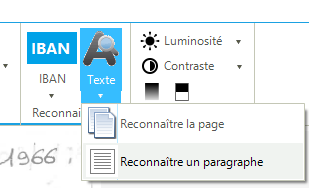 IBAN
IBAN
Texte
Luminosité
Contraste
Reconnai
Reconnaître la page
Reconnaître un paragraphe
1966 :